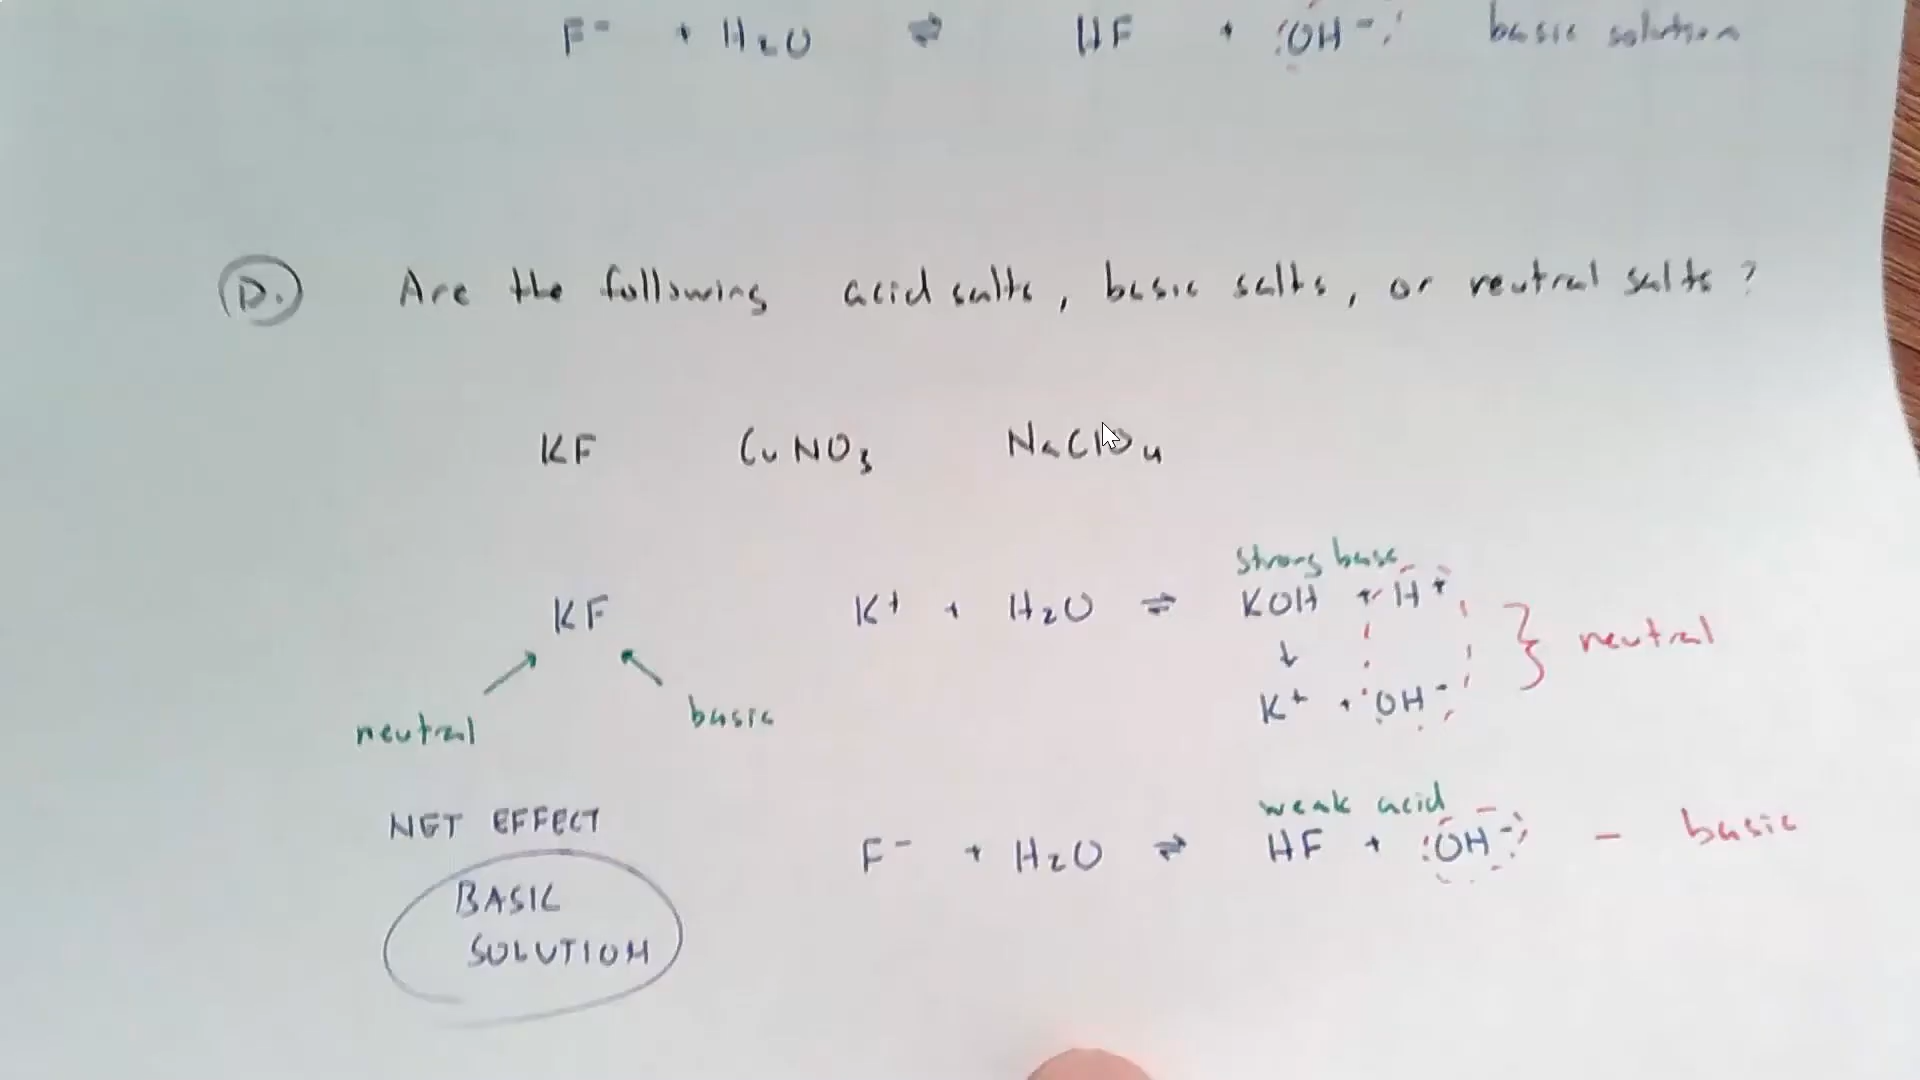 F⁻ + H₂O ⇌ HF + OH⁻ basic solution
D. Are the following acid salts, basic salts, or neutral salts?
KF CuNO₃ NaClO₄
strong base
KF K⁺ + H₂O ⇌ KOH + H⁺ } neutral
↓
neutral basic K⁺ + OH⁻
NET EFFECT weak acid
F⁻ + H₂O ⇌ HF + OH⁻ – basic
BASIC
SOLUTION